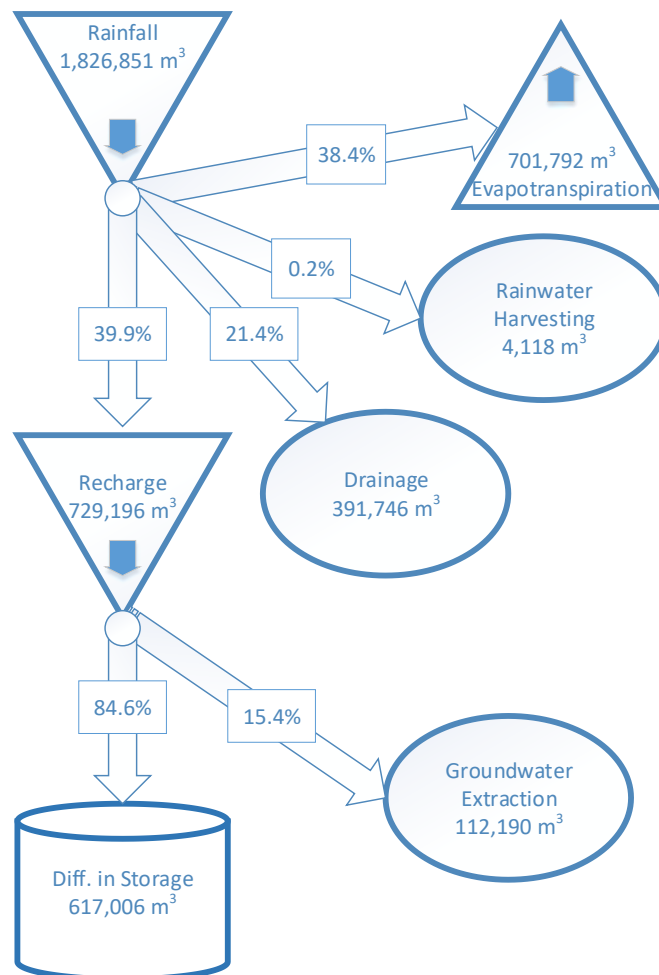 Rainfall
1,826,851 m³
38.4%
701,792 m³
Evapotranspiration
0.2%
Rainwater
Harvesting
4,118 m³
39.9%
21.4%
Recharge
729,196 m³
Drainage
391,746 m³
84.6%
15.4%
Groundwater
Extraction
112,190 m³
Diff. in Storage
617,006 m³